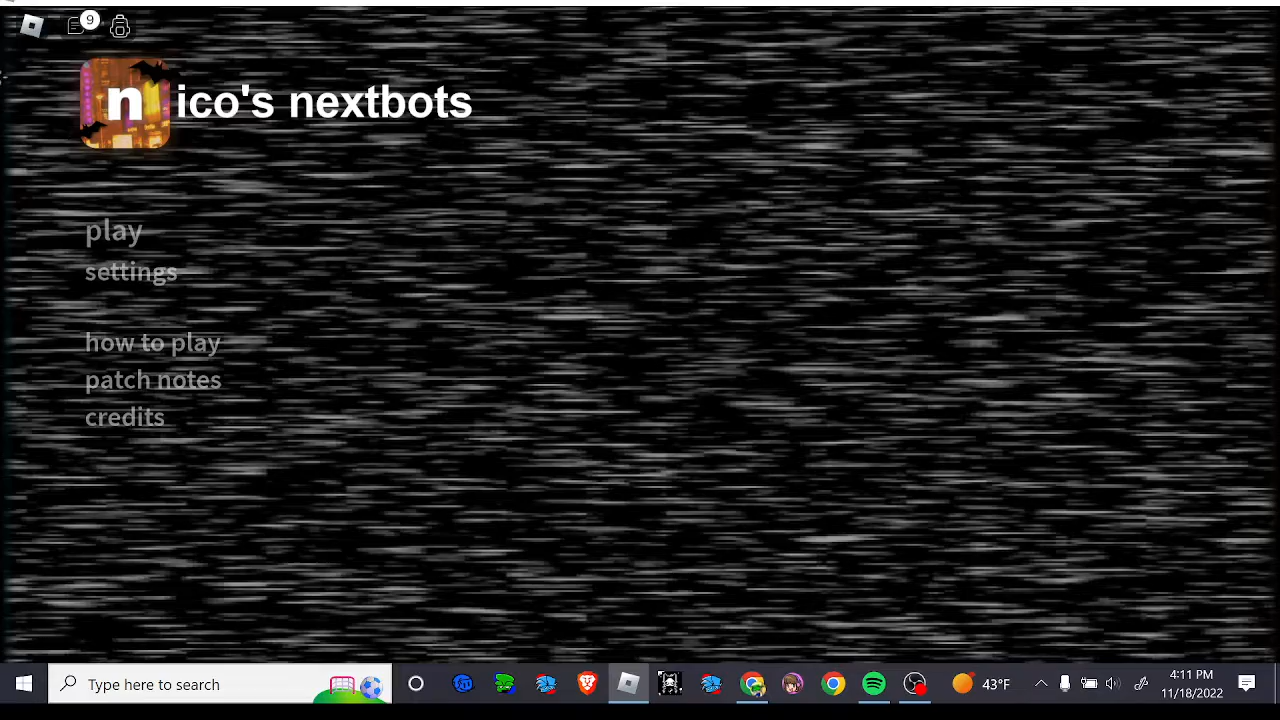 9
nico's nextbots
play
settings
how to play
patch notes
credits
Type here to search
43°F
4:11 PM
11/18/2022